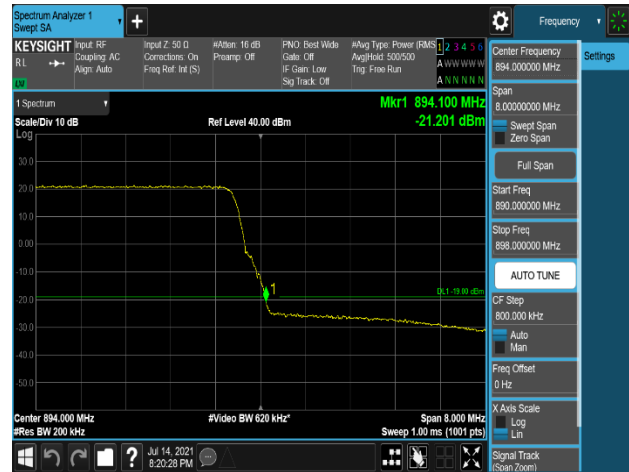 Spectrum Analyzer 1
Swept SA
Frequency
KEYSIGHT
RL
Input: RF
Coupling: AC
Align: Auto
Input Z: 50 Ω
Corrections: On
Freq Ref: Int (S)
#Atten: 16 dB
Preamp: Off
PNO: Best Wide
Gate: Off
IF Gain: Low
Sig Track: Off
#Avg Type: Power (RMS
Avg|Hold: 500/500
Trig: Free Run
1 2 3 4 5 6
A W W W W W
A N N N N N
LXI
1 Spectrum
Mkr1 894.100 MHz
Scale/Div 10 dB
Ref Level 40.00 dBm
-21.201 dBm
Log
30.0
20.0
10.0
0.00
-10.0
-20.0
-30.0
-40.0
-50.0
1
DL1 -19.00 dBm
Center 894.000 MHz
#Video BW 620 kHz*
Span 8.000 MHz
#Res BW 200 kHz
Sweep 1.00 ms (1001 pts)
Jul 14, 2021
8:20:28 PM
?
Center Frequency
894.000000 MHz
Settings
Span
8.00000000 MHz
Swept Span
Zero Span
Full Span
Start Freq
890.000000 MHz
Stop Freq
898.000000 MHz
AUTO TUNE
CF Step
800.000 kHz
Auto
Man
Freq Offset
0 Hz
X Axis Scale
Log
Lin
Signal Track
(Span Zoom)